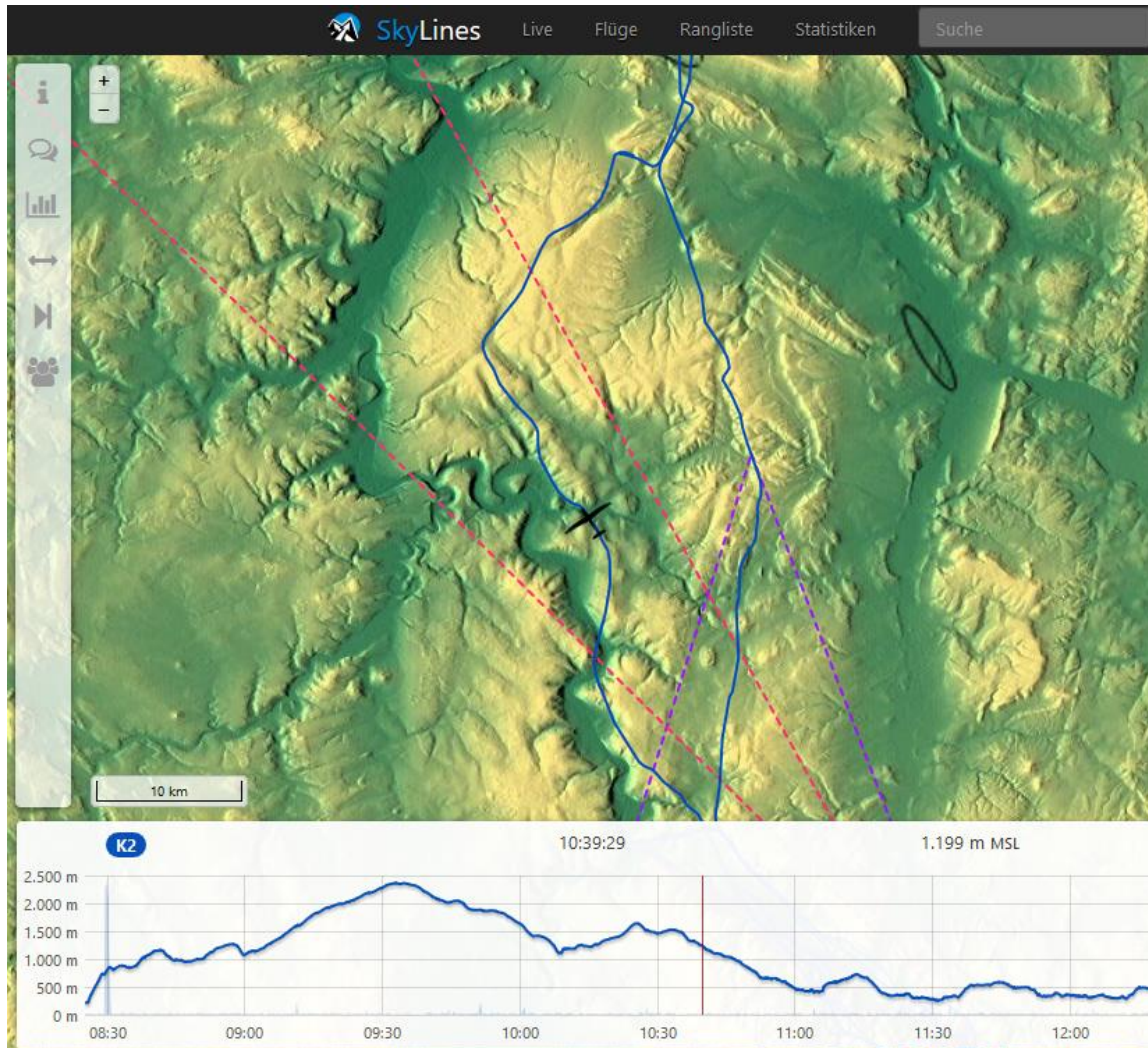 SkyLines Live Flüge Rangliste Statistiken Suche
+
−
10 km
K2 10:39:29 1.199 m MSL
2.500 m
2.000 m
1.500 m
1.000 m
500 m
0 m
08:30 09:00 09:30 10:00 10:30 11:00 11:30 12:00